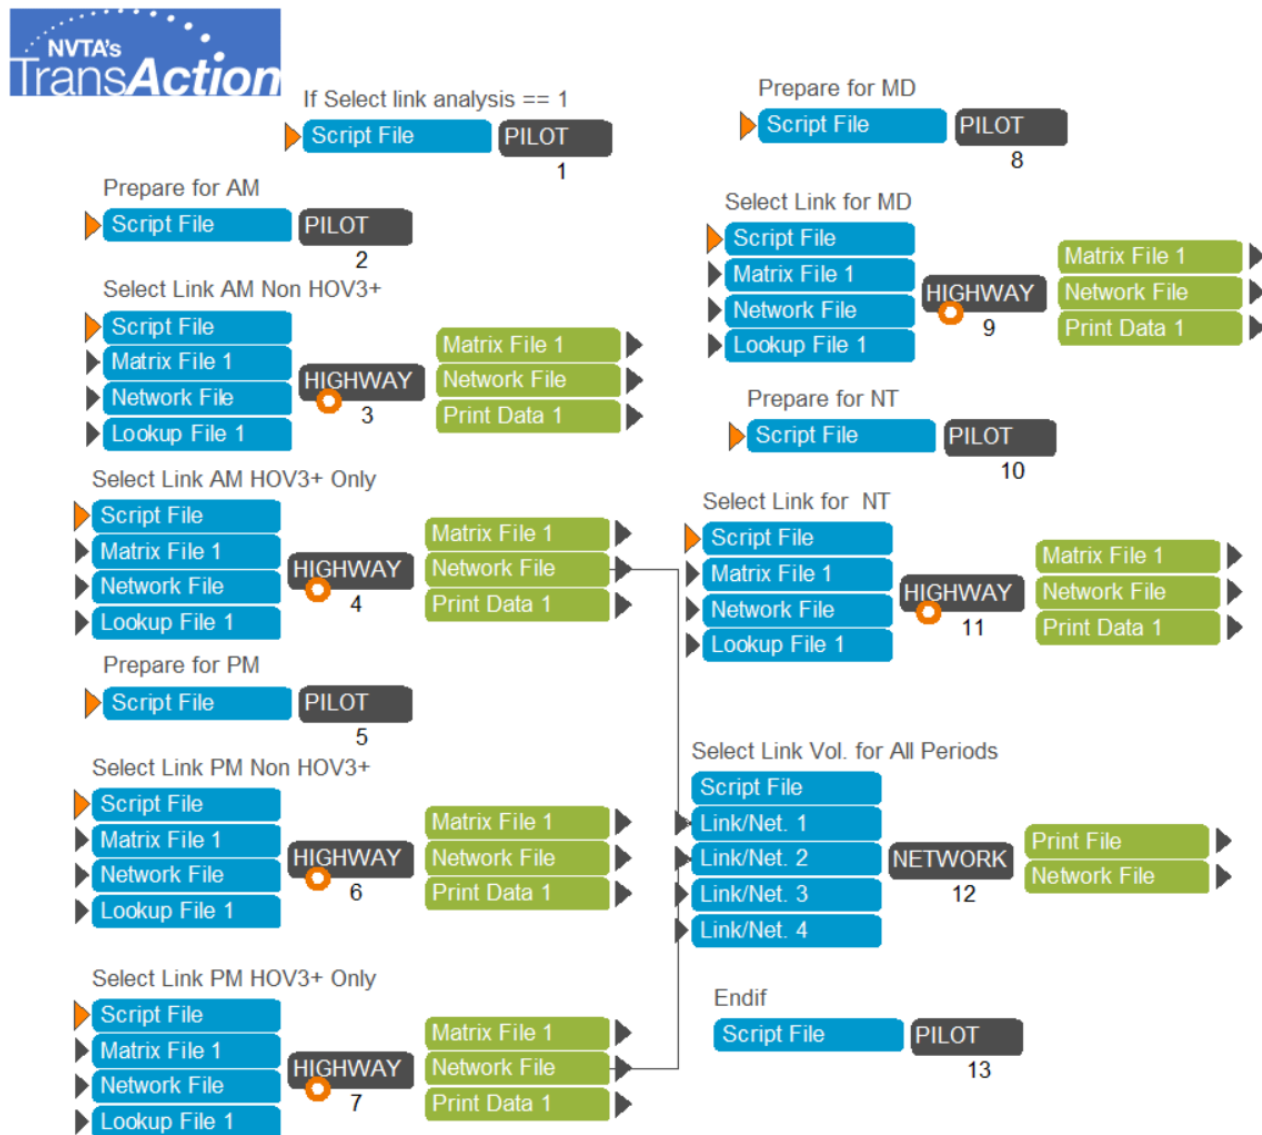 NVTA's
TransAction
If Select link analysis == 1
Script File
PILOT
1
Prepare for AM
Script File
PILOT
2
Select Link AM Non HOV3+
Script File
Matrix File 1
Network File
Lookup File 1
HIGHWAY
3
Matrix File 1
Network File
Print Data 1
Select Link AM HOV3+ Only
Script File
Matrix File 1
Network File
Lookup File 1
HIGHWAY
4
Matrix File 1
Network File
Print Data 1
Prepare for PM
Script File
PILOT
5
Select Link PM Non HOV3+
Script File
Matrix File 1
Network File
Lookup File 1
HIGHWAY
6
Matrix File 1
Network File
Print Data 1
Select Link PM HOV3+ Only
Script File
Matrix File 1
Network File
Lookup File 1
HIGHWAY
7
Matrix File 1
Network File
Print Data 1
Prepare for MD
Script File
PILOT
8
Select Link for MD
Script File
Matrix File 1
Network File
Lookup File 1
HIGHWAY
9
Matrix File 1
Network File
Print Data 1
Prepare for NT
Script File
PILOT
10
Select Link for NT
Script File
Matrix File 1
Network File
Lookup File 1
HIGHWAY
11
Matrix File 1
Network File
Print Data 1
Select Link Vol. for All Periods
Script File
Link/Net. 1
Link/Net. 2
Link/Net. 3
Link/Net. 4
NETWORK
12
Print File
Network File
Endif
Script File
PILOT
13